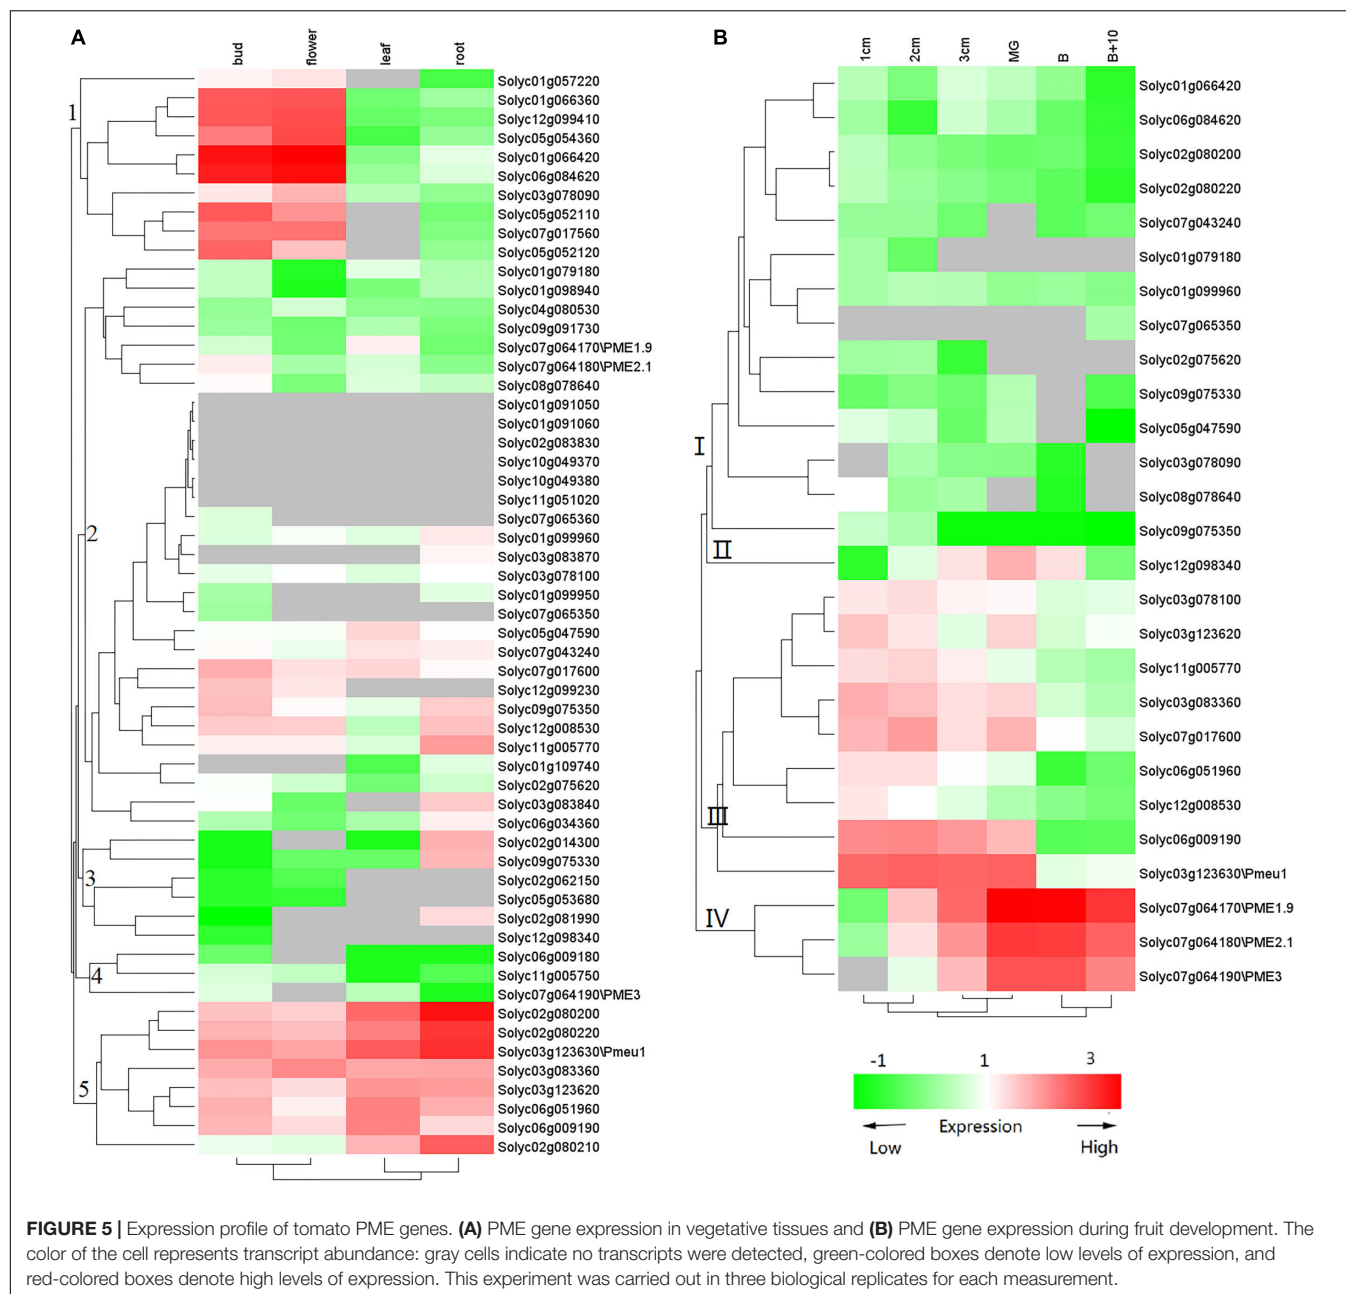 A
bud
flower
leaf
root
Solyc01g057220
Solyc01g066360
Solyc12g099410
Solyc05g054360
Solyc01g066420
Solyc06g084620
Solyc03g078090
Solyc05g052110
Solyc07g017560
Solyc05g052120
Solyc01g079180
Solyc01g098940
Solyc04g080530
Solyc09g091730
Solyc07g064170\PME1.9
Solyc07g064180\PME2.1
Solyc08g078640
Solyc01g091050
Solyc01g091060
Solyc02g083830
Solyc10g049370
Solyc10g049380
Solyc11g051020
Solyc07g065360
Solyc01g099960
Solyc03g083870
Solyc03g078100
Solyc01g099950
Solyc07g065350
Solyc05g047590
Solyc07g043240
Solyc07g017600
Solyc12g099230
Solyc09g075350
Solyc12g008530
Solyc11g005770
Solyc01g109740
Solyc02g075620
Solyc03g083840
Solyc06g034360
Solyc02g014300
Solyc09g075330
Solyc02g062150
Solyc05g053680
Solyc02g081990
Solyc12g098340
Solyc06g009180
Solyc11g005750
Solyc07g064190\PME3
Solyc02g080200
Solyc02g080220
Solyc03g123630\Pmeu1
Solyc03g083360
Solyc03g123620
Solyc06g051960
Solyc06g009190
Solyc02g080210
1
2
3
4
5
B
1cm
2cm
3cm
MG
B
B+10
Solyc01g066420
Solyc06g084620
Solyc02g080200
Solyc02g080220
Solyc07g043240
Solyc01g079180
Solyc01g099960
Solyc07g065350
Solyc02g075620
Solyc09g075330
Solyc05g047590
Solyc03g078090
Solyc08g078640
Solyc09g075350
Solyc12g098340
Solyc03g078100
Solyc03g123620
Solyc11g005770
Solyc03g083360
Solyc07g017600
Solyc06g051960
Solyc12g008530
Solyc06g009190
Solyc03g123630\Pmeu1
Solyc07g064170\PME1.9
Solyc07g064180\PME2.1
Solyc07g064190\PME3
I
II
III
IV
-1 1 3
Expression
Low High
FIGURE 5 | Expression profile of tomato PME genes. (A) PME gene expression in vegetative tissues and (B) PME gene expression during fruit development. The
color of the cell represents transcript abundance: gray cells indicate no transcripts were detected, green-colored boxes denote low levels of expression, and
red-colored boxes denote high levels of expression. This experiment was carried out in three biological replicates for each measurement.